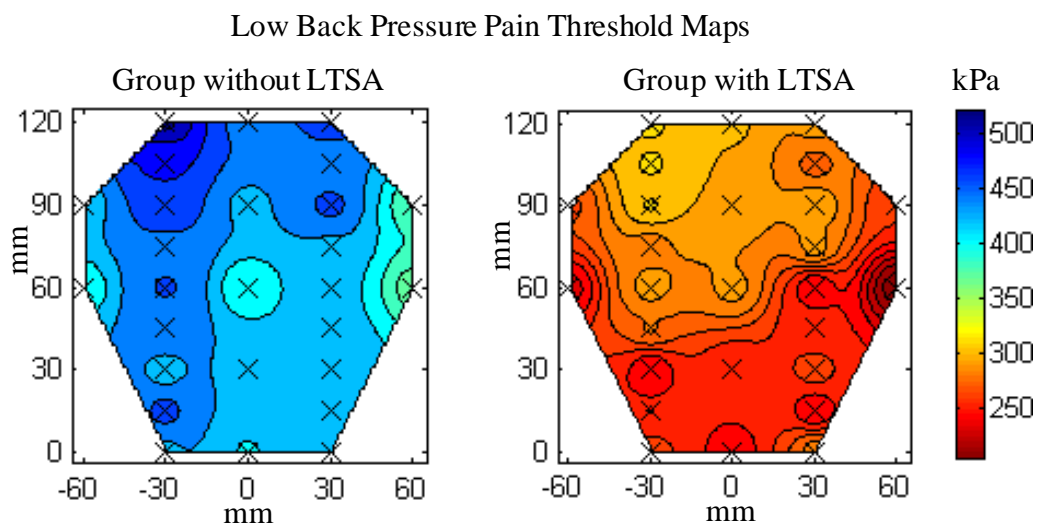 Low Back Pressure Pain Threshold Maps
Group without LTSA
Group with LTSA
kPa
120
90
60
30
0
mm
-60 -30 0 30 60
mm
120
90
60
30
0
mm
-60 -30 0 30 60
mm
500
450
400
350
300
250